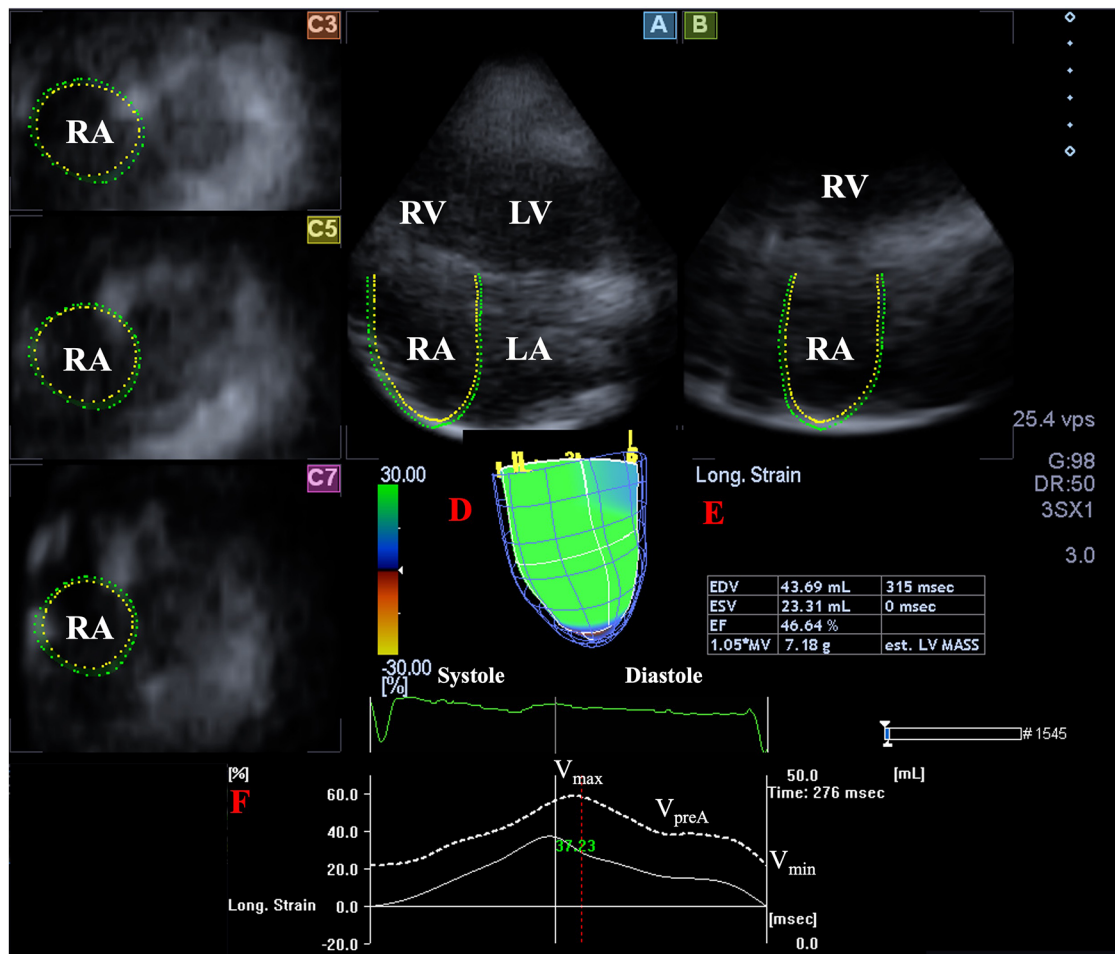 C3
RA
C5
RA
C7
RA
A
RV
LV
RA
LA
B
RV
RA
25.4 vps
G:98
DR:50
3SX1
3.0
30.00
-30.00
[%]
D
Long. Strain
E
EDV 43.69 mL 315 msec
ESV 23.31 mL 0 msec
EF 46.64 %
1.05*MV 7.18 g est. LV MASS
Systole
Diastole
# 1545
[%]
F
60.0
40.0
20.0
0.0
-20.0
Long. Strain
Vmax
VpreA
Vmin
37.23
50.0
[mL]
Time: 276 msec
[msec]
0.0